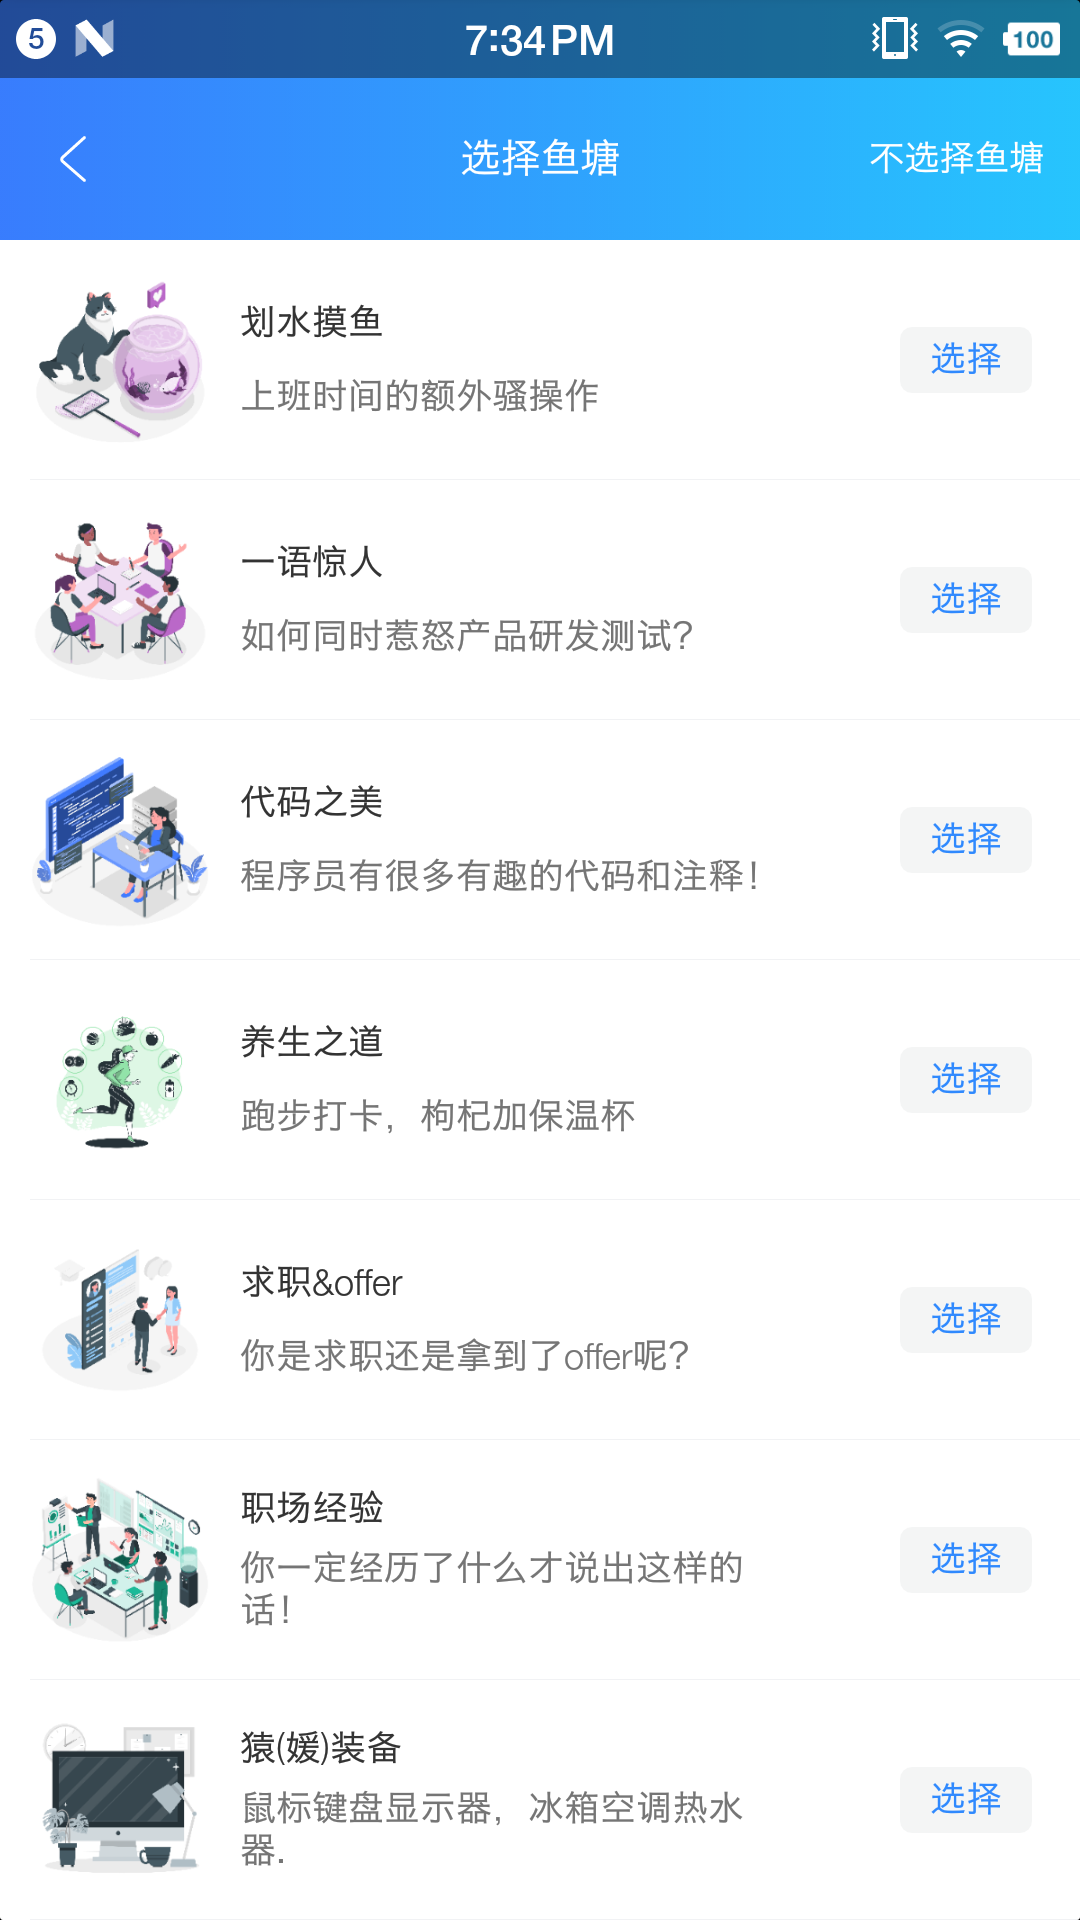 5
7:34 PM
100
选择鱼塘
不选择鱼塘
划水摸鱼
上班时间的额外骚操作
选择
一语惊人
如何同时惹怒产品研发测试？
选择
代码之美
程序员有很多有趣的代码和注释！
选择
养生之道
跑步打卡，枸杞加保温杯
选择
求职&offer
你是求职还是拿到了offer呢？
选择
职场经验
你一定经历了什么才说出这样的
话！
选择
猿(媛)装备
鼠标键盘显示器，冰箱空调热水
器.
选择